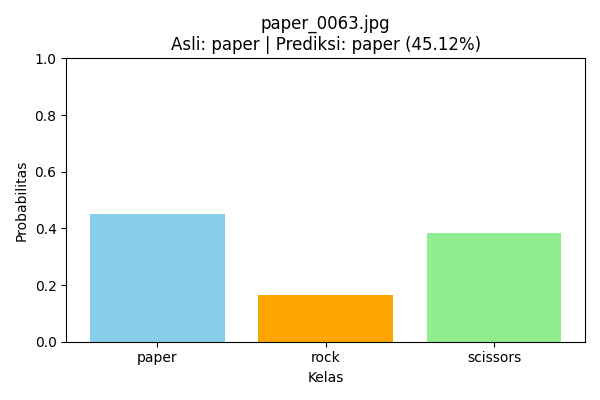 paper_0063.jpg
Asli: paper | Prediksi: paper (45.12%)
1.0
0.8
0.6
0.4
0.2
0.0
Probabilitas
paper rock scissors
Kelas